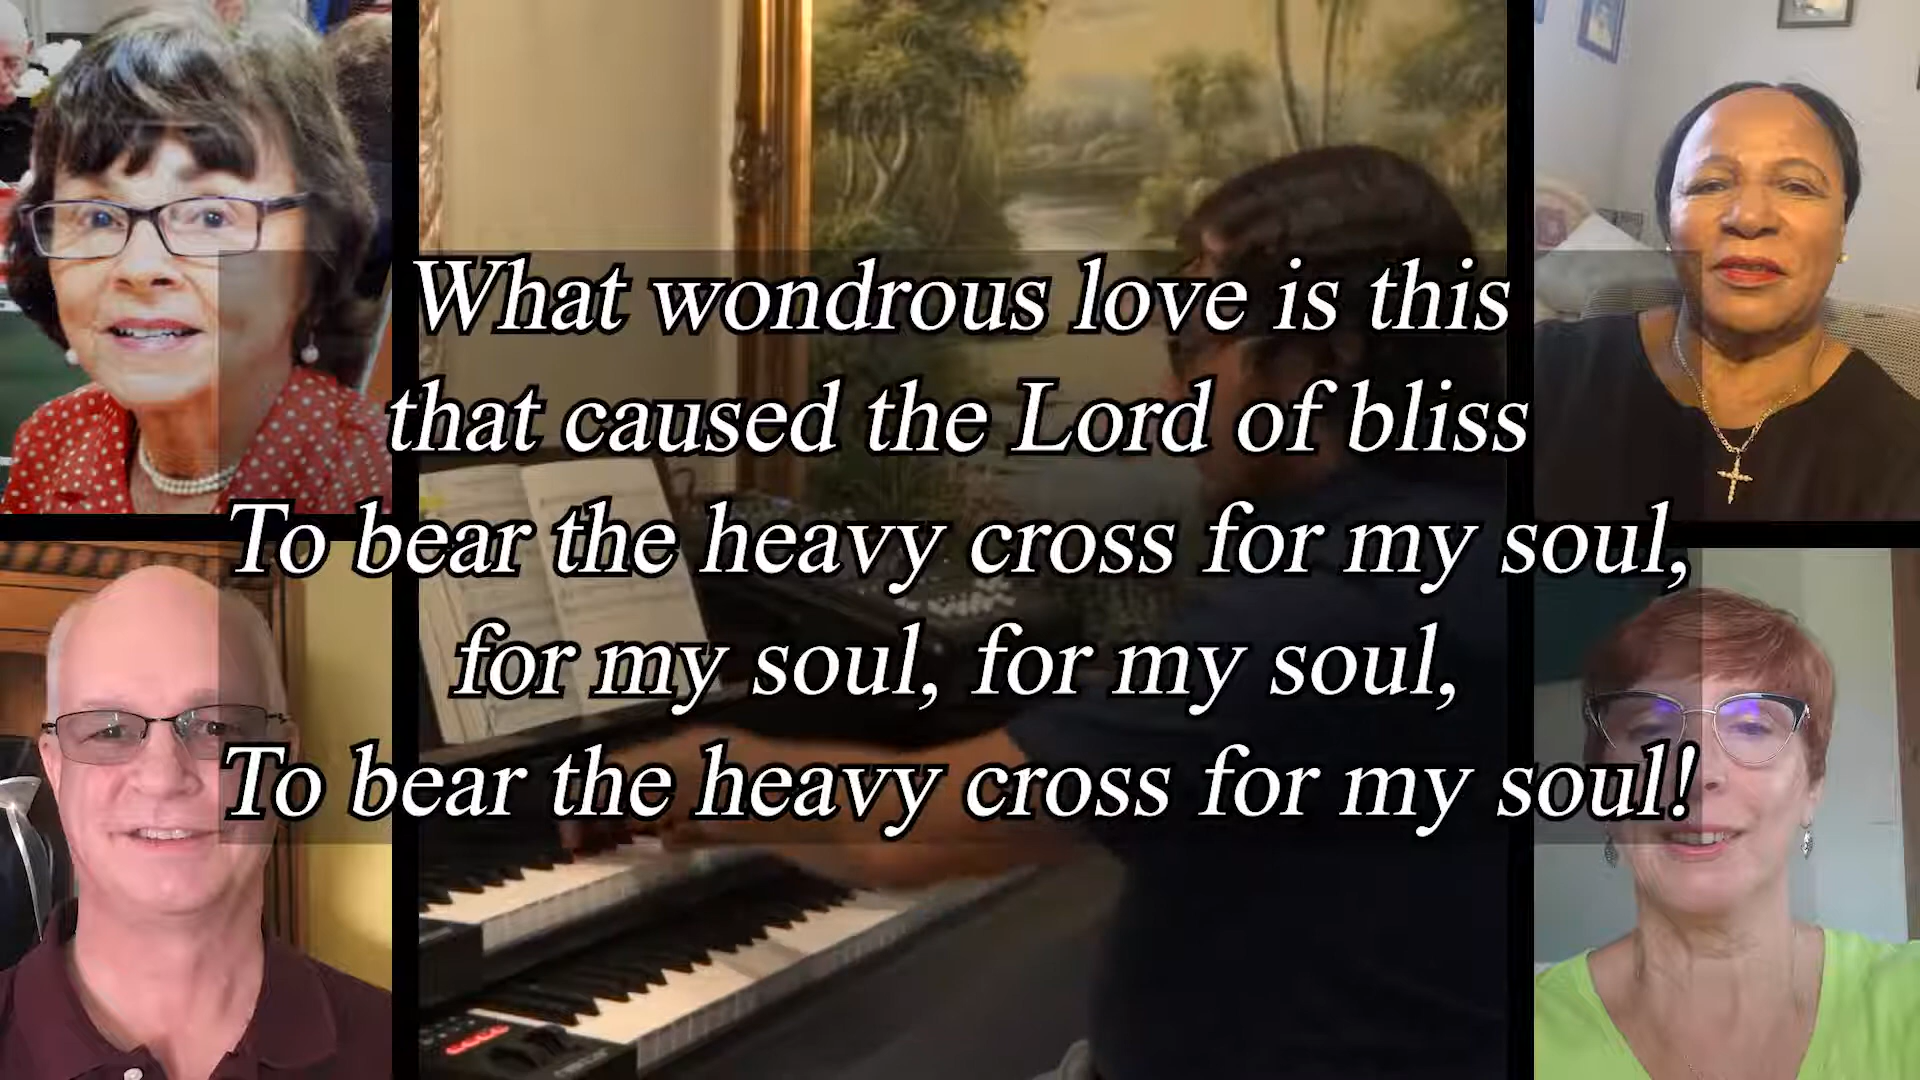 What wondrous love is this
that caused the Lord of bliss
To bear the heavy cross for my soul,
for my soul, for my soul,
To bear the heavy cross for my soul!